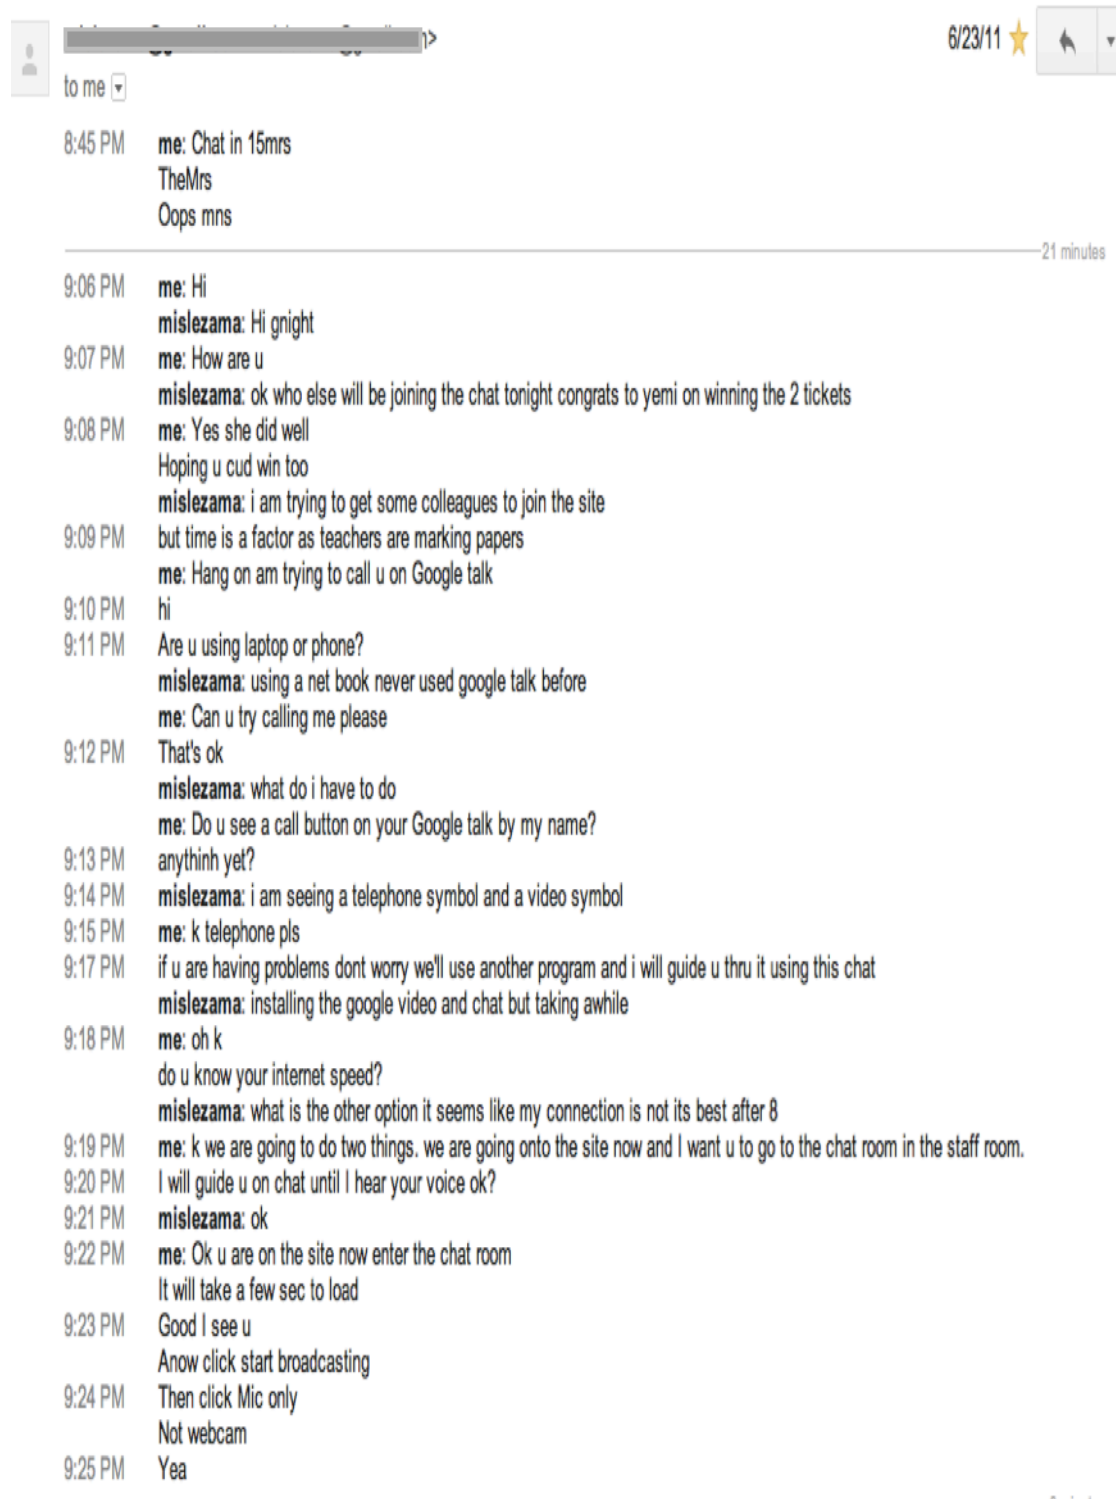 6/23/11
to me
8:45 PM me: Chat in 15mrs
TheMrs
Oops mns
21 minutes
9:06 PM me: Hi
mislezama: Hi gnight
9:07 PM me: How are u
mislezama: ok who else will be joining the chat tonight congrats to yemi on winning the 2 tickets
9:08 PM me: Yes she did well
Hoping u cud win too
mislezama: i am trying to get some colleagues to join the site
9:09 PM but time is a factor as teachers are marking papers
me: Hang on am trying to call u on Google talk
9:10 PM hi
9:11 PM Are u using laptop or phone?
mislezama: using a net book never used google talk before
me: Can u try calling me please
9:12 PM That's ok
mislezama: what do i have to do
me: Do u see a call button on your Google talk by my name?
9:13 PM anythinh yet?
9:14 PM mislezama: i am seeing a telephone symbol and a video symbol
9:15 PM me: k telephone pls
9:17 PM if u are having problems dont worry we'll use another program and i will guide u thru it using this chat
mislezama: installing the google video and chat but taking awhile
9:18 PM me: oh k
do u know your internet speed?
mislezama: what is the other option it seems like my connection is not its best after 8
9:19 PM me: k we are going to do two things. we are going onto the site now and I want u to go to the chat room in the staff room.
9:20 PM I will guide u on chat until I hear your voice ok?
9:21 PM mislezama: ok
9:22 PM me: Ok u are on the site now enter the chat room
It will take a few sec to load
9:23 PM Good I see u
Anow click start broadcasting
9:24 PM Then click Mic only
Not webcam
9:25 PM Yea